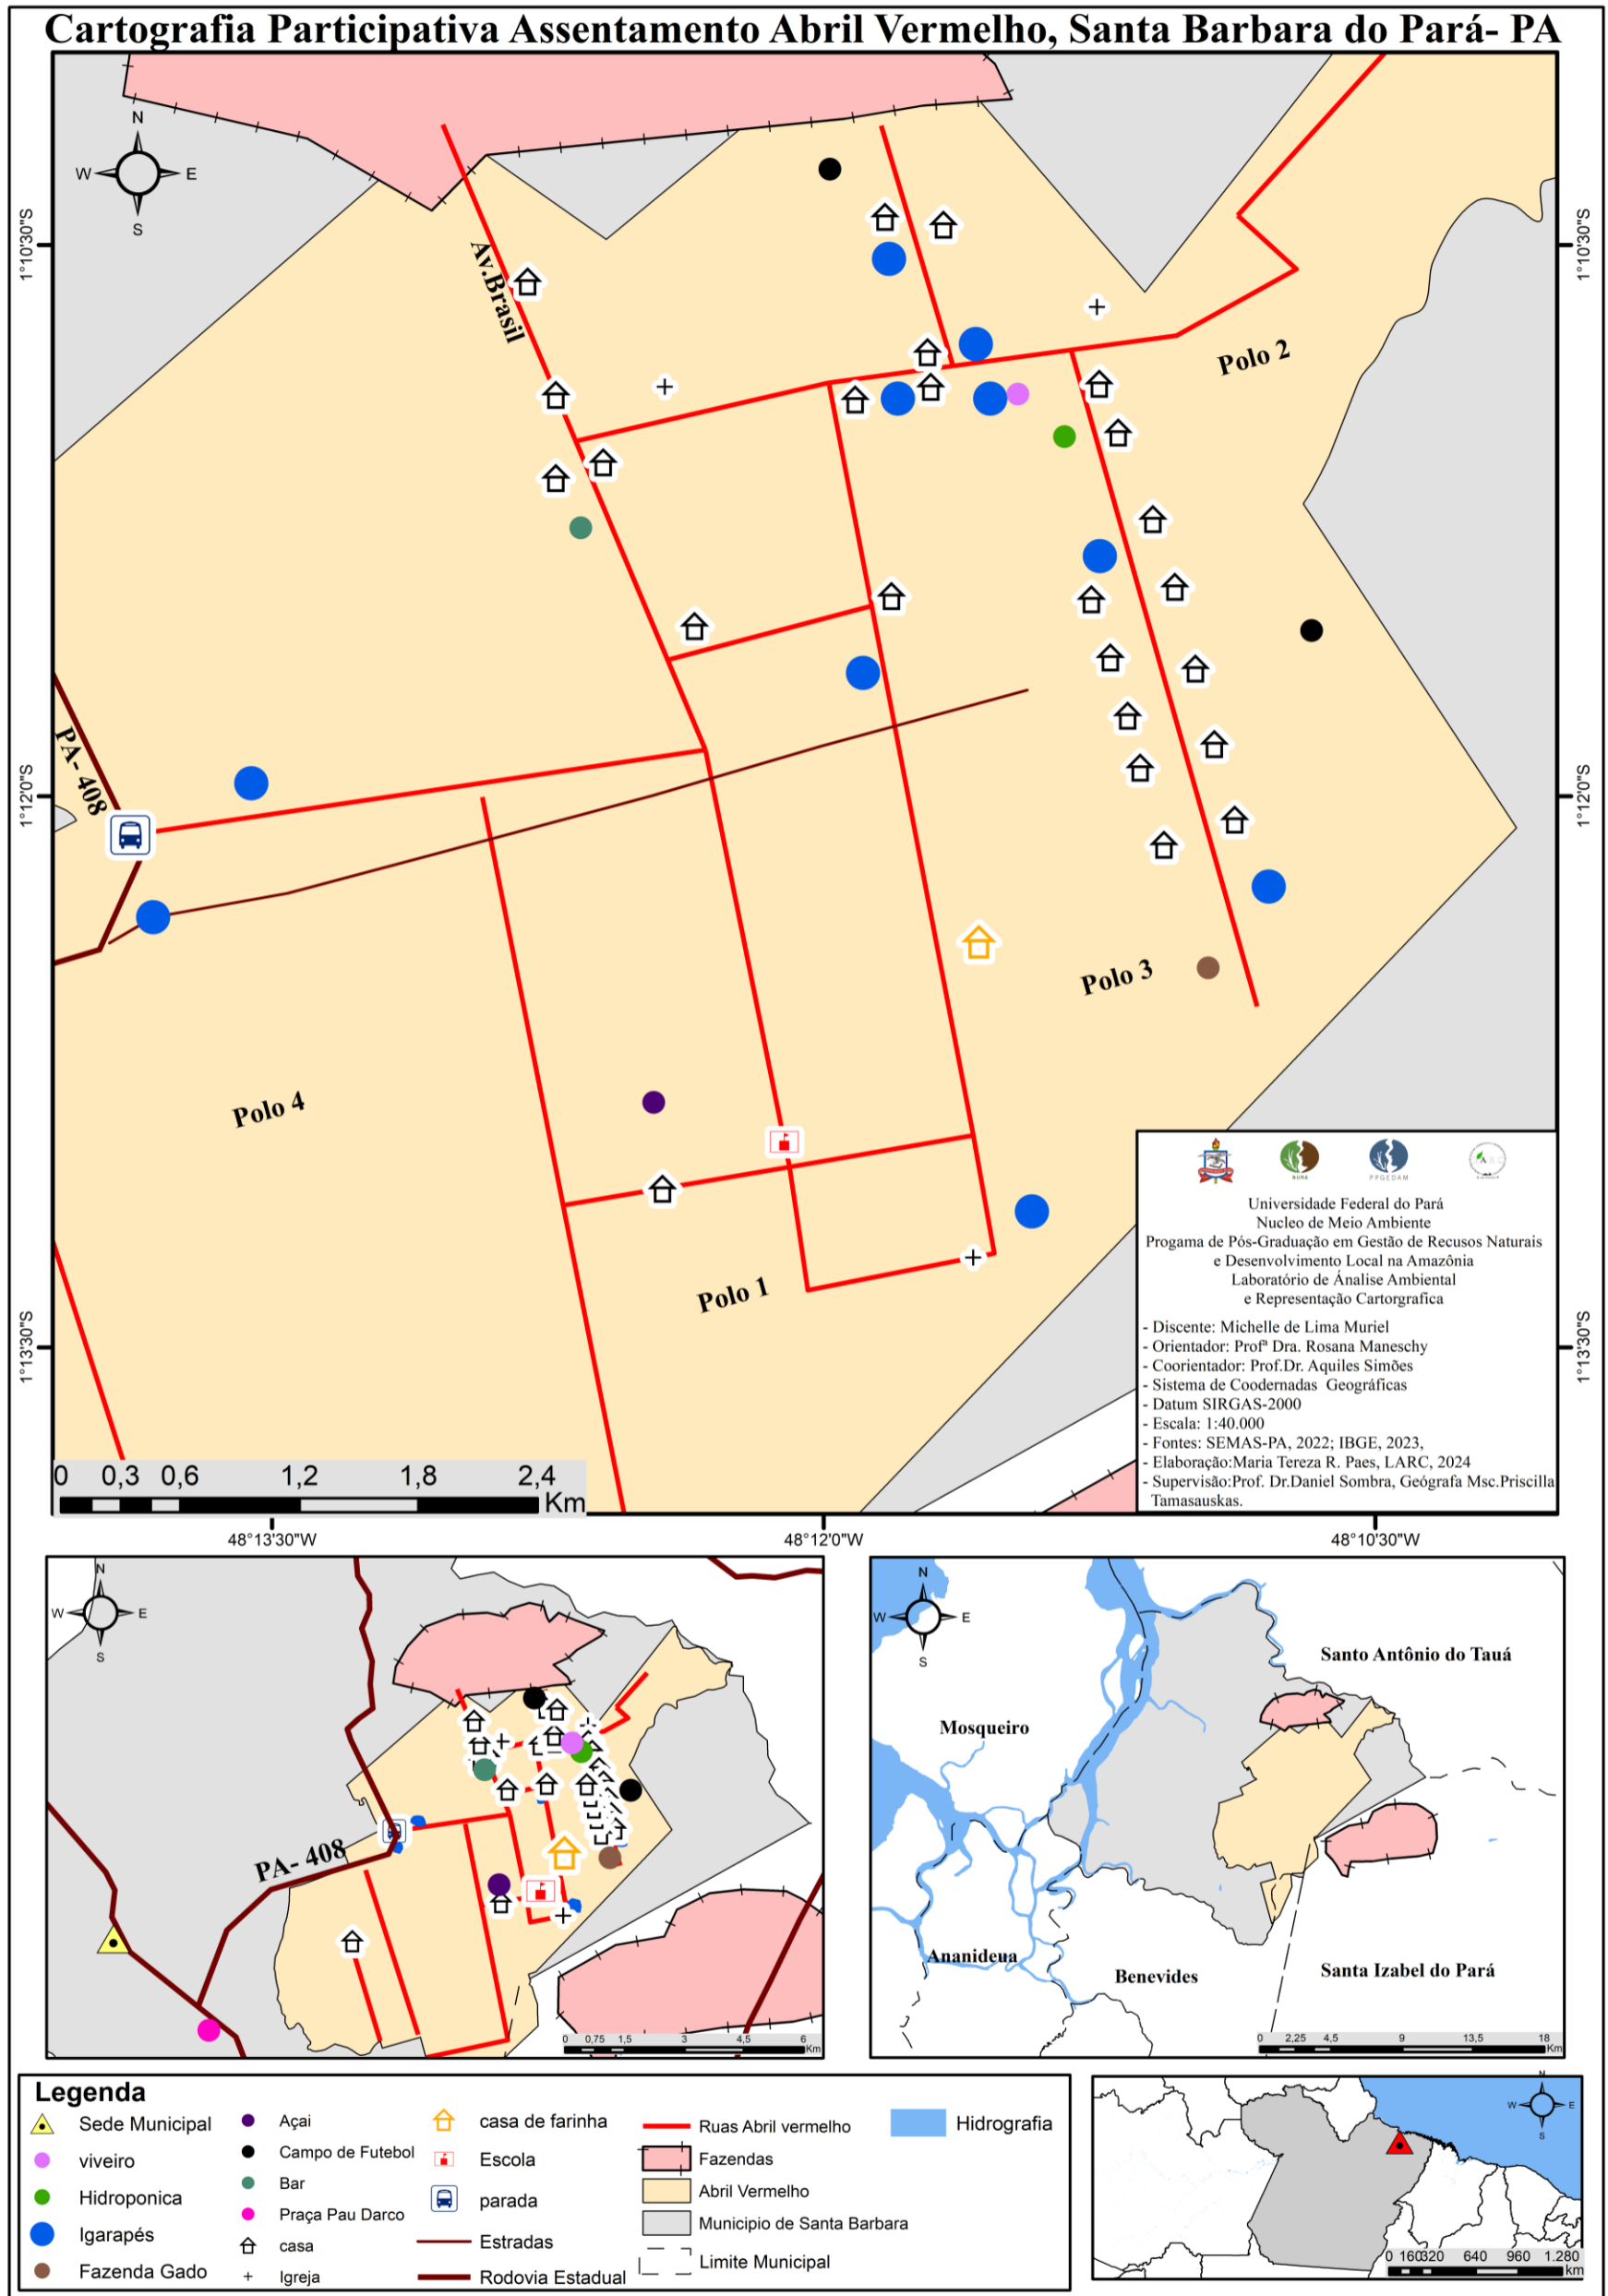 Cartografia Participativa Assentamento Abril Vermelho, Santa Barbara do Pará- PA
N
W E
S
1°10'30"S
1°10'30"S
Av.Brasil
Polo 2
PA- 408
1°12'0"S
1°12'0"S
Polo 3
Polo 4
Polo 1
1°13'30"S
1°13'30"S
NUMA
PPGEDAM
Universidade Federal do Pará
Nucleo de Meio Ambiente
Progama de Pós-Graduação em Gestão de Recusos Naturais
e Desenvolvimento Local na Amazônia
Laboratório de Ánalise Ambiental
e Representação Cartorgrafica
- Discente: Michelle de Lima Muriel
- Orientador: Profª Dra. Rosana Maneschy
- Coorientador: Prof.Dr. Aquiles Simões
- Sistema de Coodernadas Geográficas
- Datum SIRGAS-2000
- Escala: 1:40.000
- Fontes: SEMAS-PA, 2022; IBGE, 2023,
- Elaboração:Maria Tereza R. Paes, LARC, 2024
- Supervisão:Prof. Dr.Daniel Sombra, Geógrafa Msc.Priscilla
Tamasauskas.
0 0,3 0,6 1,2 1,8 2,4
Km
48°13'30"W 48°12'0"W 48°10'30"W
N
W E
S
PA- 408
0 0,75 1,5 3 4,5 6
Km
N
W E
S
Santo Antônio do Tauá
Mosqueiro
Ananideua
Benevides
Santa Izabel do Pará
0 2,25 4,5 9 13,5 18
Km
Legenda
Sede Municipal
viveiro
Hidroponica
Igarapés
Fazenda Gado
Açai
Campo de Futebol
Bar
Praça Pau Darco
casa
Igreja
casa de farinha
Escola
parada
Estradas
Rodovia Estadual
Ruas Abril vermelho
Fazendas
Abril Vermelho
Municipio de Santa Barbara
Limite Municipal
Hidrografia
N
W E
S
0 160320 640 960 1.280
km